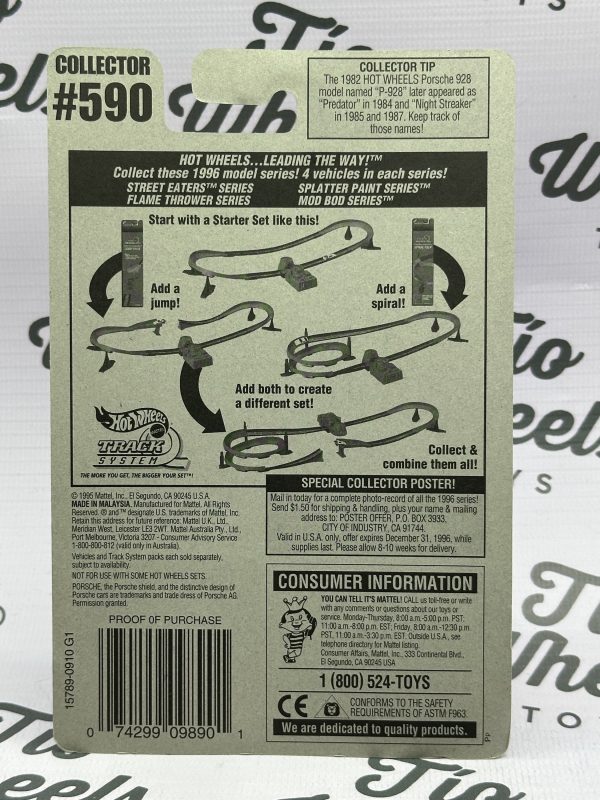 COLLECTOR
#590
COLLECTOR TIP
The 1982 HOT WHEELS Porsche 928
model named "P-928" later appeared as
"Predator" in 1984 and "Night Streaker"
in 1985 and 1987. Keep track of
those names!
HOT WHEELS...LEADING THE WAY!™
Collect these 1996 model series! 4 vehicles in each series!
STREET EATERS™ SERIES
SPLATTER PAINT SERIES™
FLAME THROWER SERIES
MOD BOD SERIES™
Start with a Starter Set like this!
Add a
jump!
Add a
spiral!
Add both to create
a different set!
Collect &
combine them all!
Hot Wheels
TRACK
SYSTEM
THE MORE YOU GET, THE BIGGER YOUR SET™!
© 1995 Mattel, Inc., El Segundo, CA 90245 U.S.A.
MADE IN MALAYSIA. Manufactured for Mattel. All Rights
Reserved. ® and ™ designate U.S. trademarks of Mattel, Inc.
Retain this address for future reference: Mattel U.K., Ltd.,
Meridian West, Leicester LE3 2WT. Mattel Australia Pty., Ltd.,
Port Melbourne, Victoria 3207 - Consumer Advisory Service
1-800-800-812 (valid only in Australia).
Vehicles and Track System packs each sold separately,
subject to availability.
NOT FOR USE WITH SOME HOT WHEELS SETS.
PORSCHE, the Porsche shield, and the distinctive design of
Porsche cars are trademarks and trade dress of Porsche AG.
Permission granted.
SPECIAL COLLECTOR POSTER!
Mail in today for a complete photo-record of all the 1996 series!
Send $1.50 for shipping & handling, plus your name & mailing
address to: POSTER OFFER, P.O. BOX 3933,
CITY OF INDUSTRY, CA 91744.
Valid in U.S.A. only, offer expires December 31, 1996, while
supplies last. Please allow 8-10 weeks for delivery.
CONSUMER INFORMATION
YOU CAN TELL IT'S MATTEL! CALL us toll-free or write
with any comments or questions about our toys or
service. Monday-Thursday, 8:00 a.m.-5:00 p.m. PST;
11:00 a.m.-8:00 p.m. EST; Friday, 8:00 a.m.-12:30 p.m.
PST, 11:00 a.m.-3:30 p.m. EST. Outside U.S.A., see
telephone directory for Mattel listing.
Consumer Affairs, Mattel, Inc., 333 Continental Blvd.,
El Segundo, CA 90245 USA
1 (800) 524-TOYS
CE
CONFORMS TO THE SAFETY
REQUIREMENTS OF ASTM F963.
We are dedicated to quality products.
PROOF OF PURCHASE
15789-0910 G1
0 74299 09890 1
Tio
Wheels
TOYS